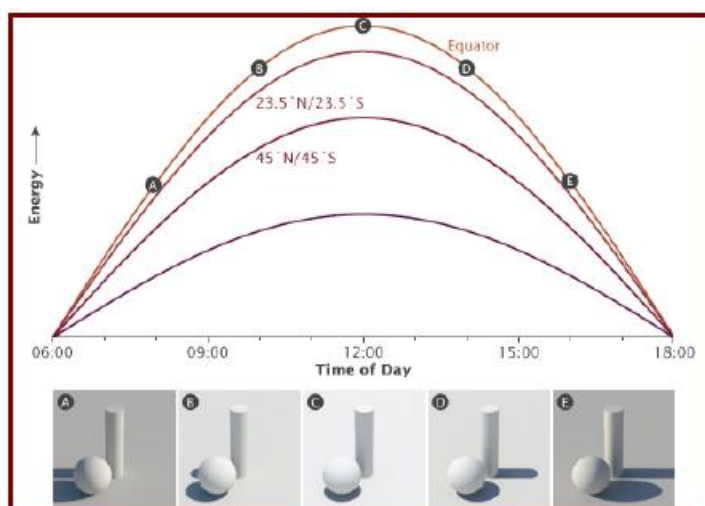 C
Equator
B
D
23.5°N/23.5°S
45°N/45°S
A
E
Energy
06:00 09:00 12:00 15:00 18:00
Time of Day
A B C D E